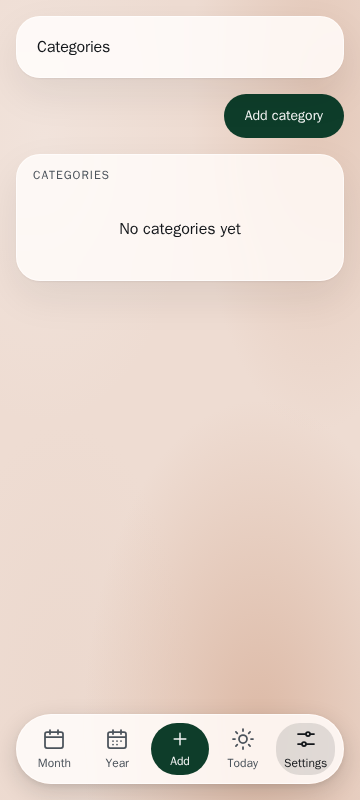 Categories
Add category
CATEGORIES
No categories yet
Month
Year
Add
Today
Settings